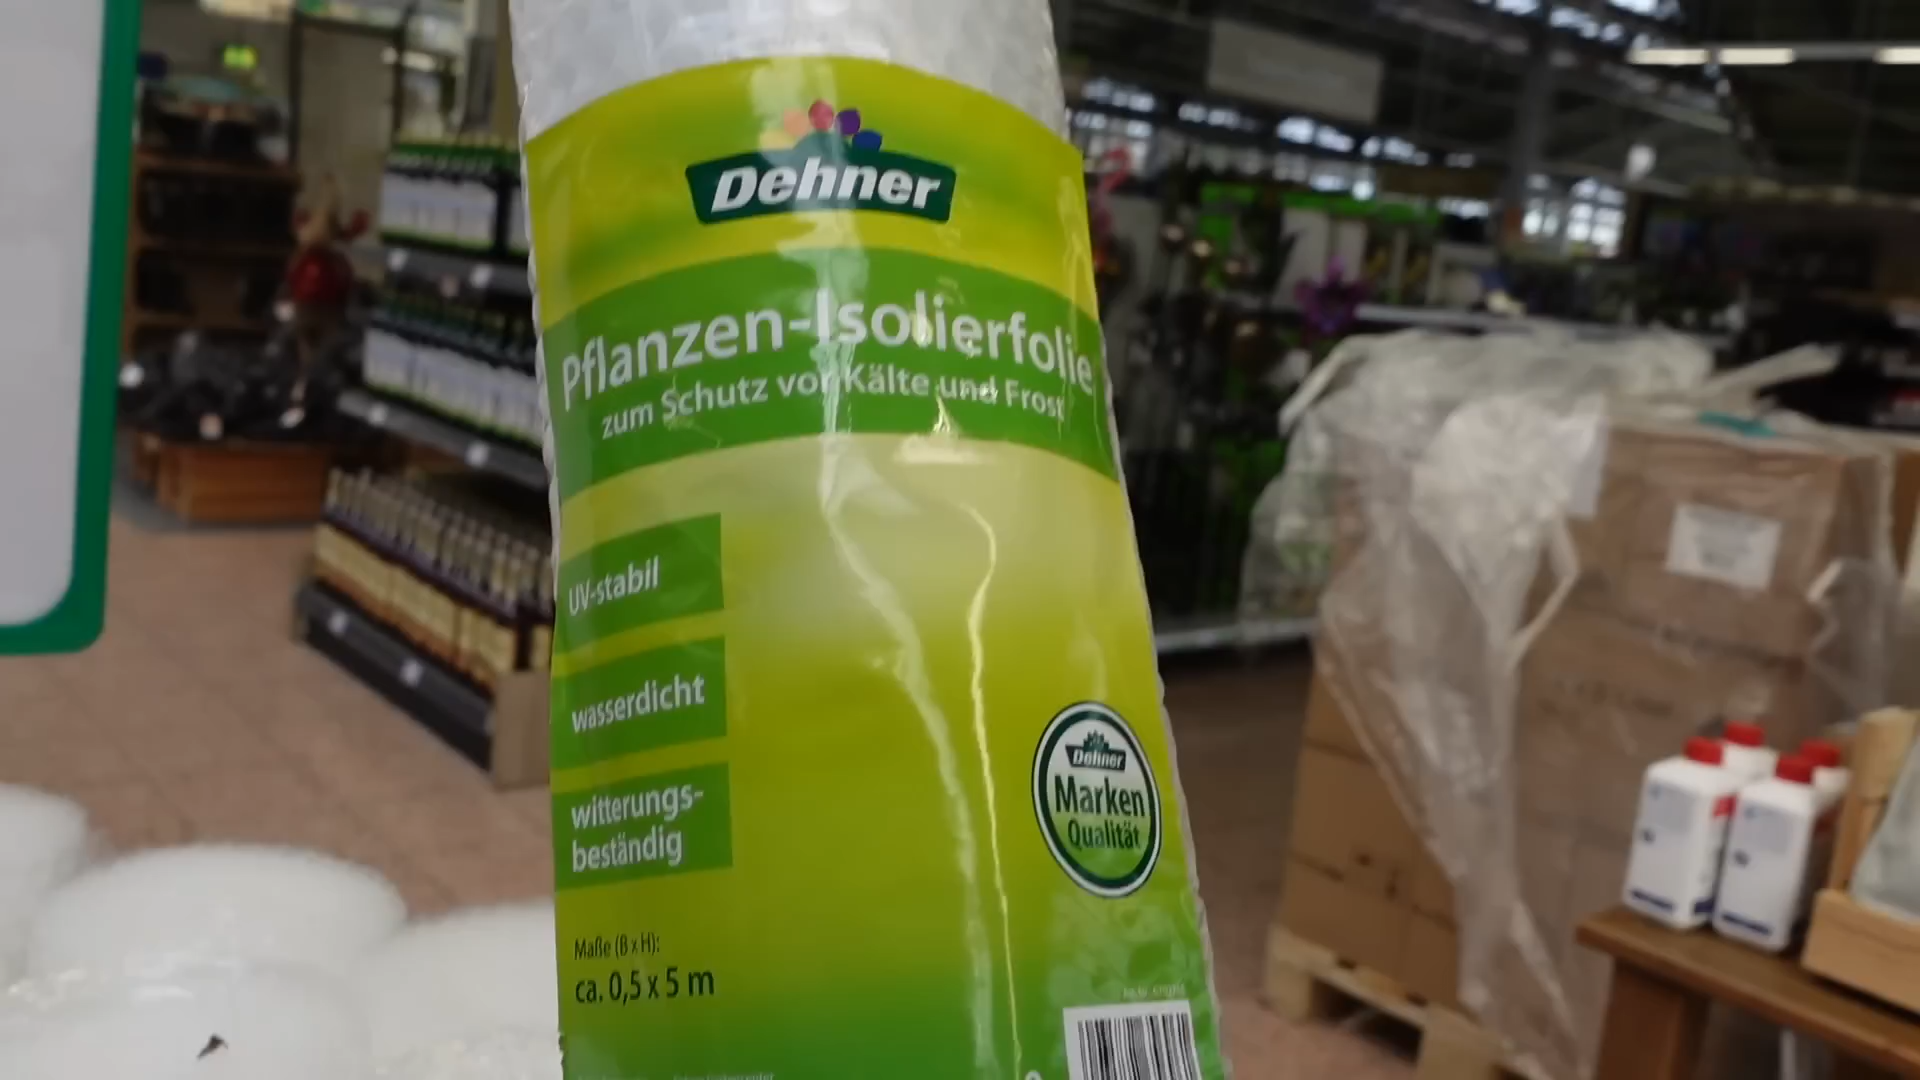 Dehner
Pflanzen-Isolierfolie
zum Schutz vor Kälte und Frost
UV-stabil
wasserdicht
witterungs-
beständig
Dehner
Marken
Qualität
Maße (B x H):
ca. 0,5 x 5 m